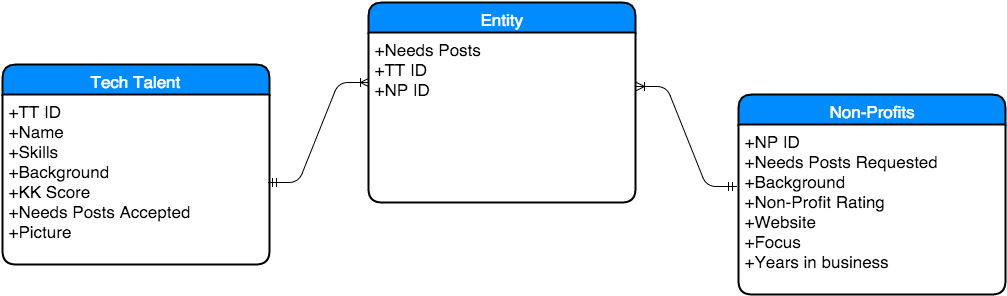 Entity
+Needs Posts
+TT ID
+NP ID
Tech Talent
+TT ID
+Name
+Skills
+Background
+KK Score
+Needs Posts Accepted
+Picture
Non-Profits
+NP ID
+Needs Posts Requested
+Background
+Non-Profit Rating
+Website
+Focus
+Years in business